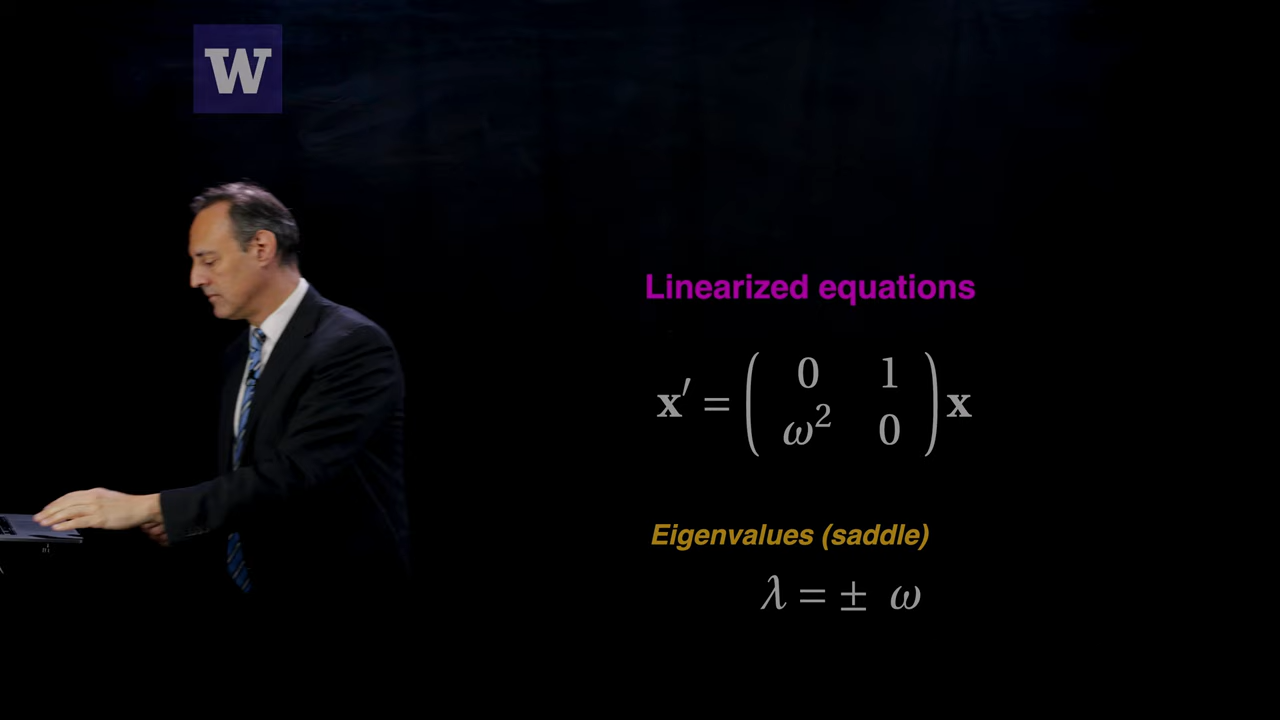 W
Linearized equations
x′ = ( 0 1
ω² 0 ) x
Eigenvalues (saddle)
λ = ± ω